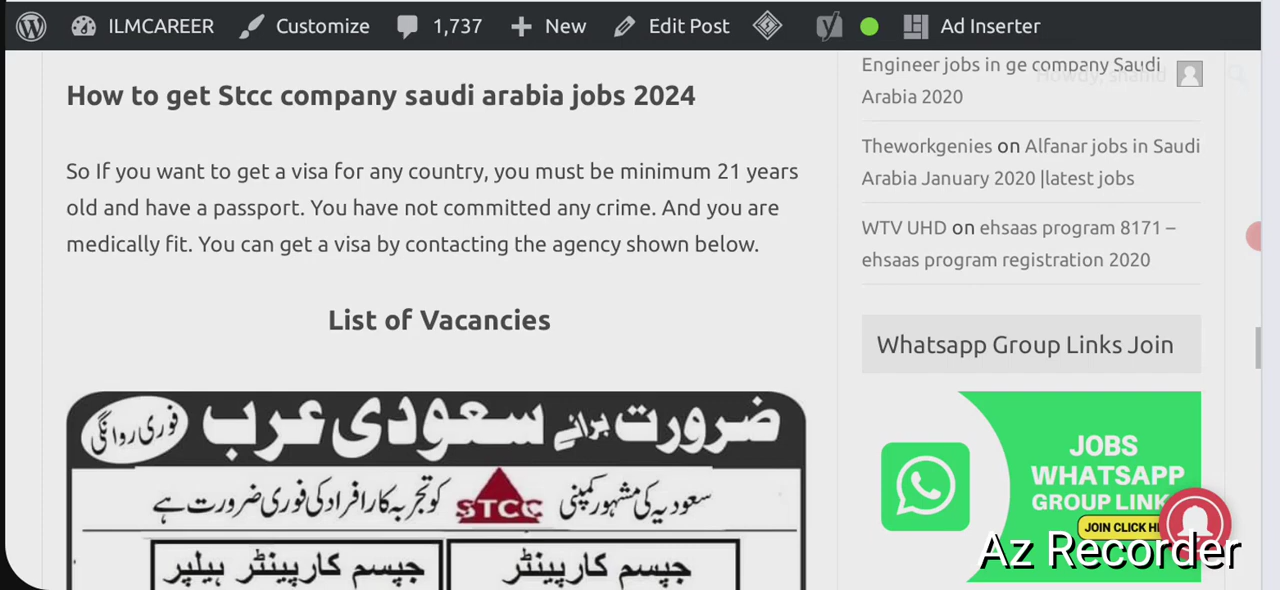 ILMCAREER Customize 1,737 New Edit Post Ad Inserter
How to get Stcc company saudi arabia jobs 2024
So If you want to get a visa for any country, you must be minimum 21 years
old and have a passport. You have not committed any crime. And you are
medically fit. You can get a visa by contacting the agency shown below.
List of Vacancies
ضرورت برائے سعودی عرب
فوری روانگی
سعودیہ کی مشہور کمپنی STCC کو تجربہ کار افراد کی فوری ضرورت ہے
جپسم کارپینٹر
جپسم کارپینٹر ہیلپر
Engineer jobs in ge company Saudi
Arabia 2020
Howdy, shahid
Theworkgenies on Alfanar jobs in Saudi
Arabia January 2020 |latest jobs
WTV UHD on ehsaas program 8171 –
ehsaas program registration 2020
Whatsapp Group Links Join
JOBS
WHATSAPP
GROUP LINK
JOIN CLICK
Az Recorder